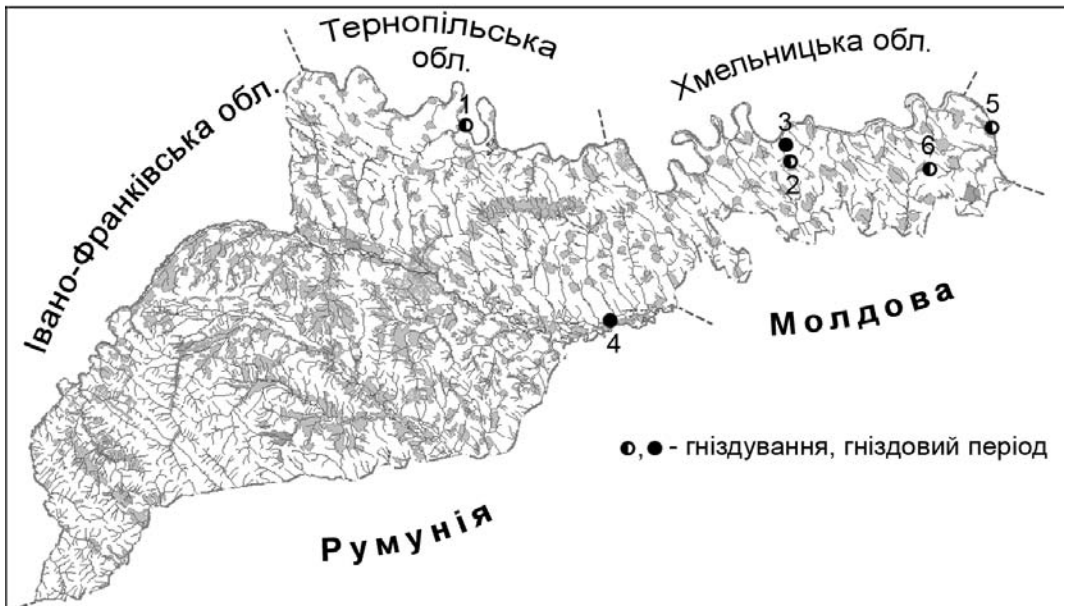 Тернопільська
обл.
Хмельницька обл.
Івано-Франківська обл.
1
3
2
5
6
4
Молдова
◐,● - гніздування, гніздовий період
Румунія